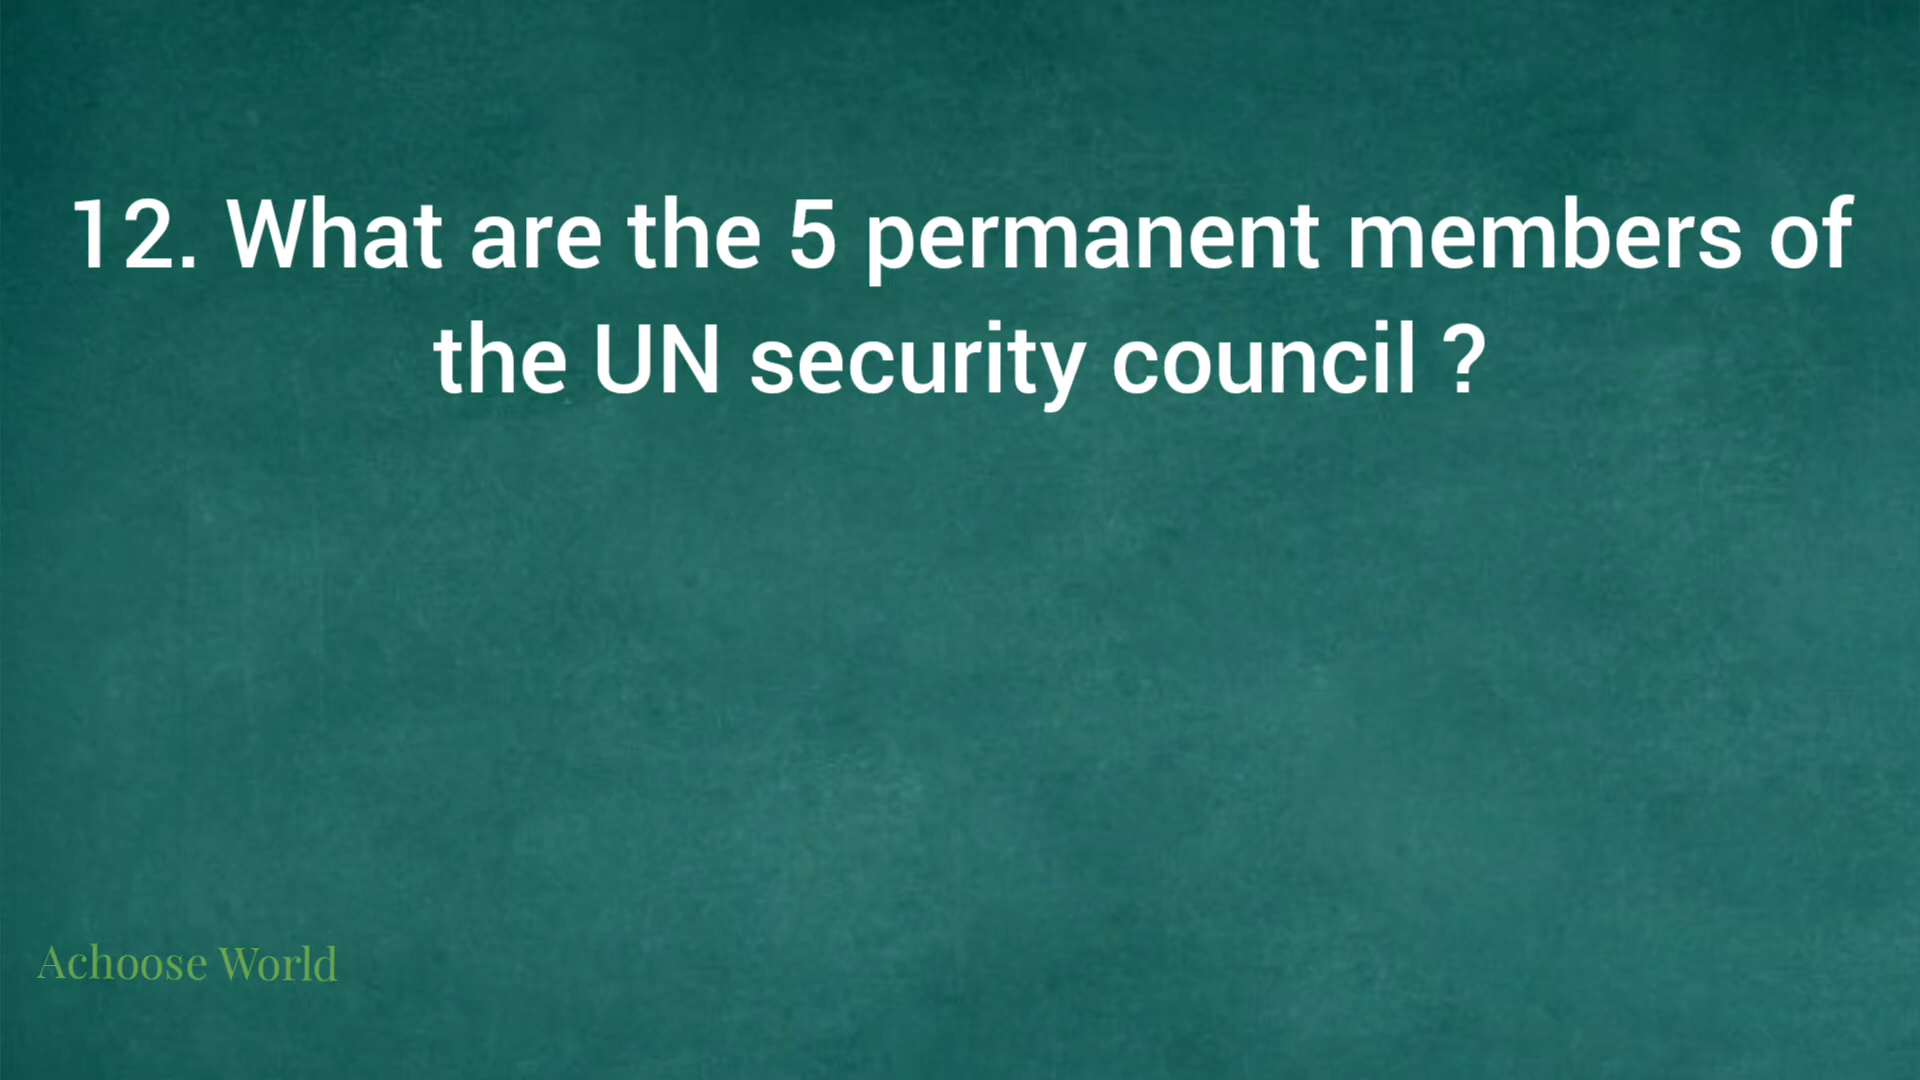 12. What are the 5 permanent members of
the UN security council ?
Achoose World